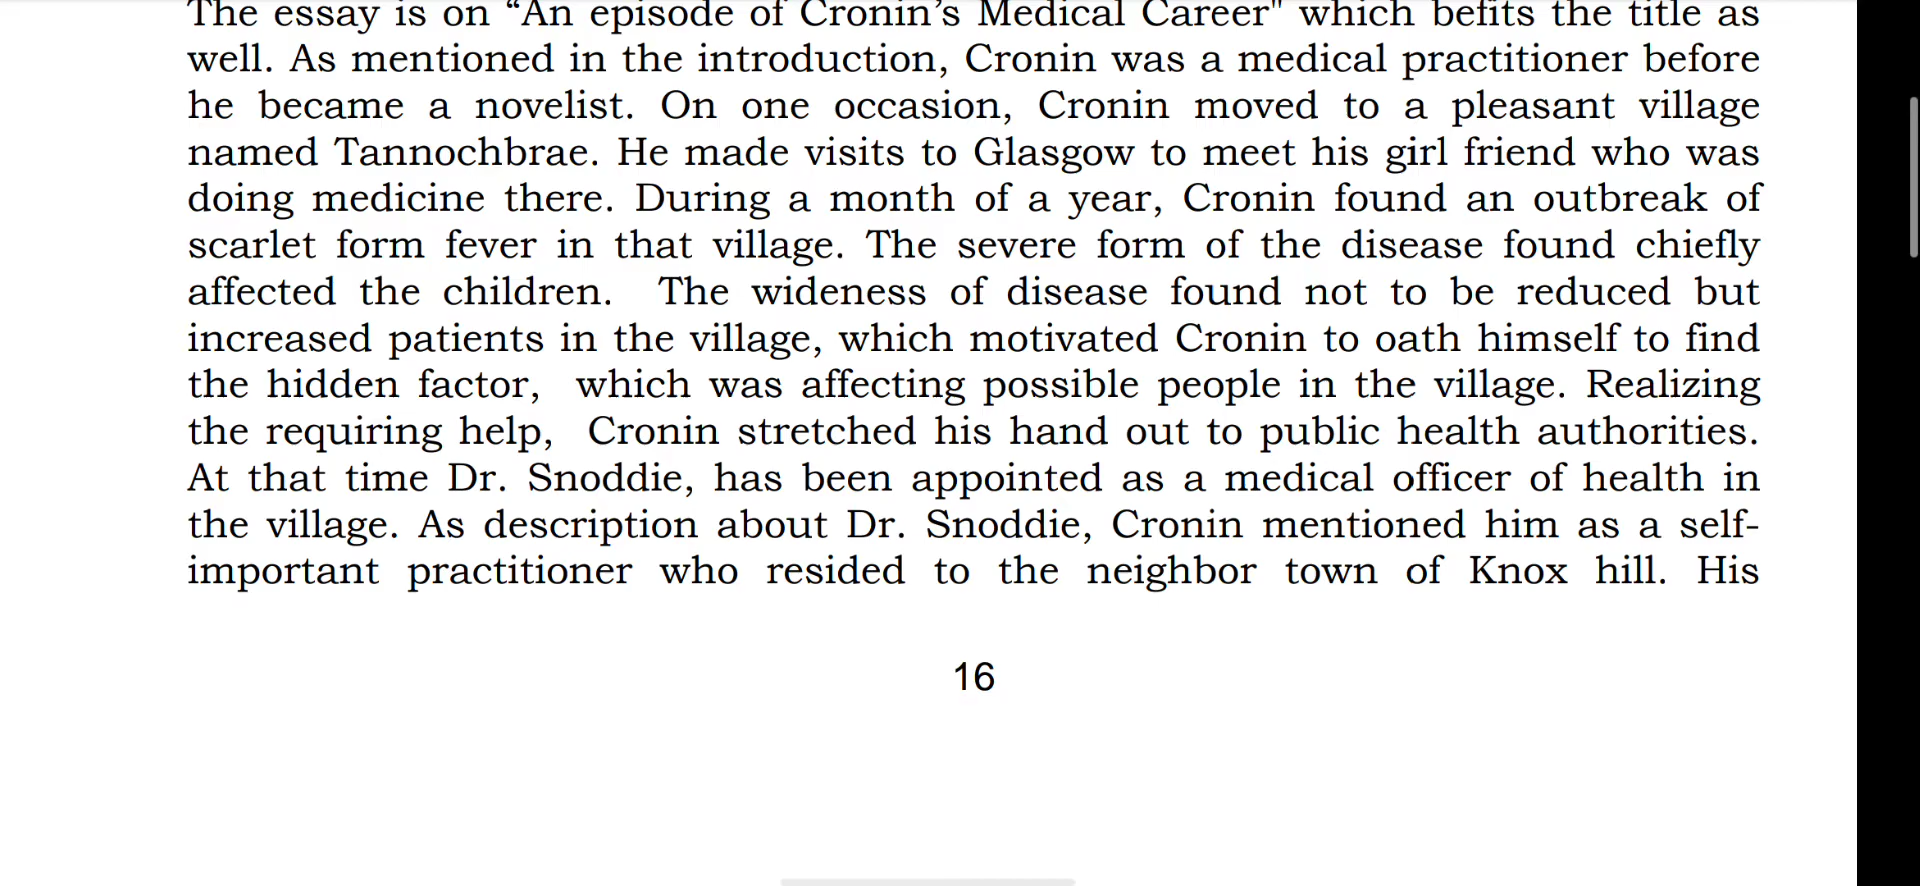 The essay is on “An episode of Cronin’s Medical Career" which befits the title as
well. As mentioned in the introduction, Cronin was a medical practitioner before
he became a novelist. On one occasion, Cronin moved to a pleasant village
named Tannochbrae. He made visits to Glasgow to meet his girl friend who was
doing medicine there. During a month of a year, Cronin found an outbreak of
scarlet form fever in that village. The severe form of the disease found chiefly
affected the children. The wideness of disease found not to be reduced but
increased patients in the village, which motivated Cronin to oath himself to find
the hidden factor, which was affecting possible people in the village. Realizing
the requiring help, Cronin stretched his hand out to public health authorities.
At that time Dr. Snoddie, has been appointed as a medical officer of health in
the village. As description about Dr. Snoddie, Cronin mentioned him as a self-
important practitioner who resided to the neighbor town of Knox hill. His
16